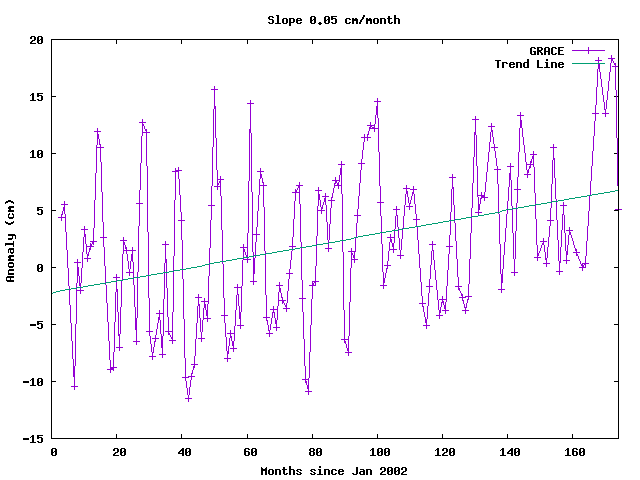 Slope 0.05 cm/month
GRACE
Trend Line
20
15
10
5
0
-5
-10
-15
Anomaly (cm)
0 20 40 60 80 100 120 140 160
Months since Jan 2002